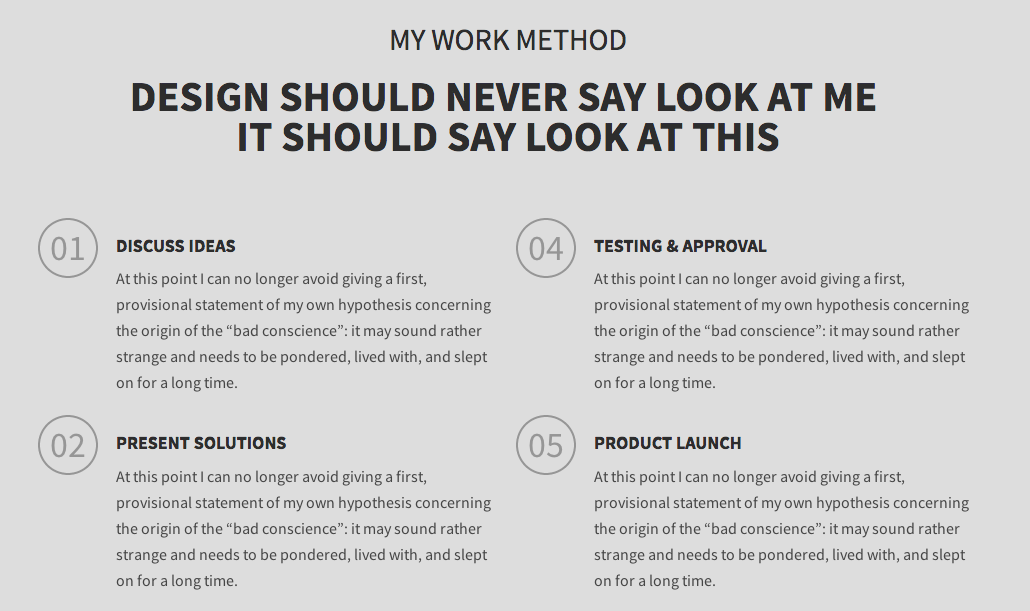 MY WORK METHOD
DESIGN SHOULD NEVER SAY LOOK AT ME
IT SHOULD SAY LOOK AT THIS
01
DISCUSS IDEAS
At this point I can no longer avoid giving a first,
provisional statement of my own hypothesis concerning
the origin of the “bad conscience”: it may sound rather
strange and needs to be pondered, lived with, and slept
on for a long time.
02
PRESENT SOLUTIONS
At this point I can no longer avoid giving a first,
provisional statement of my own hypothesis concerning
the origin of the “bad conscience”: it may sound rather
strange and needs to be pondered, lived with, and slept
on for a long time.
04
TESTING & APPROVAL
At this point I can no longer avoid giving a first,
provisional statement of my own hypothesis concerning
the origin of the “bad conscience”: it may sound rather
strange and needs to be pondered, lived with, and slept
on for a long time.
05
PRODUCT LAUNCH
At this point I can no longer avoid giving a first,
provisional statement of my own hypothesis concerning
the origin of the “bad conscience”: it may sound rather
strange and needs to be pondered, lived with, and slept
on for a long time.